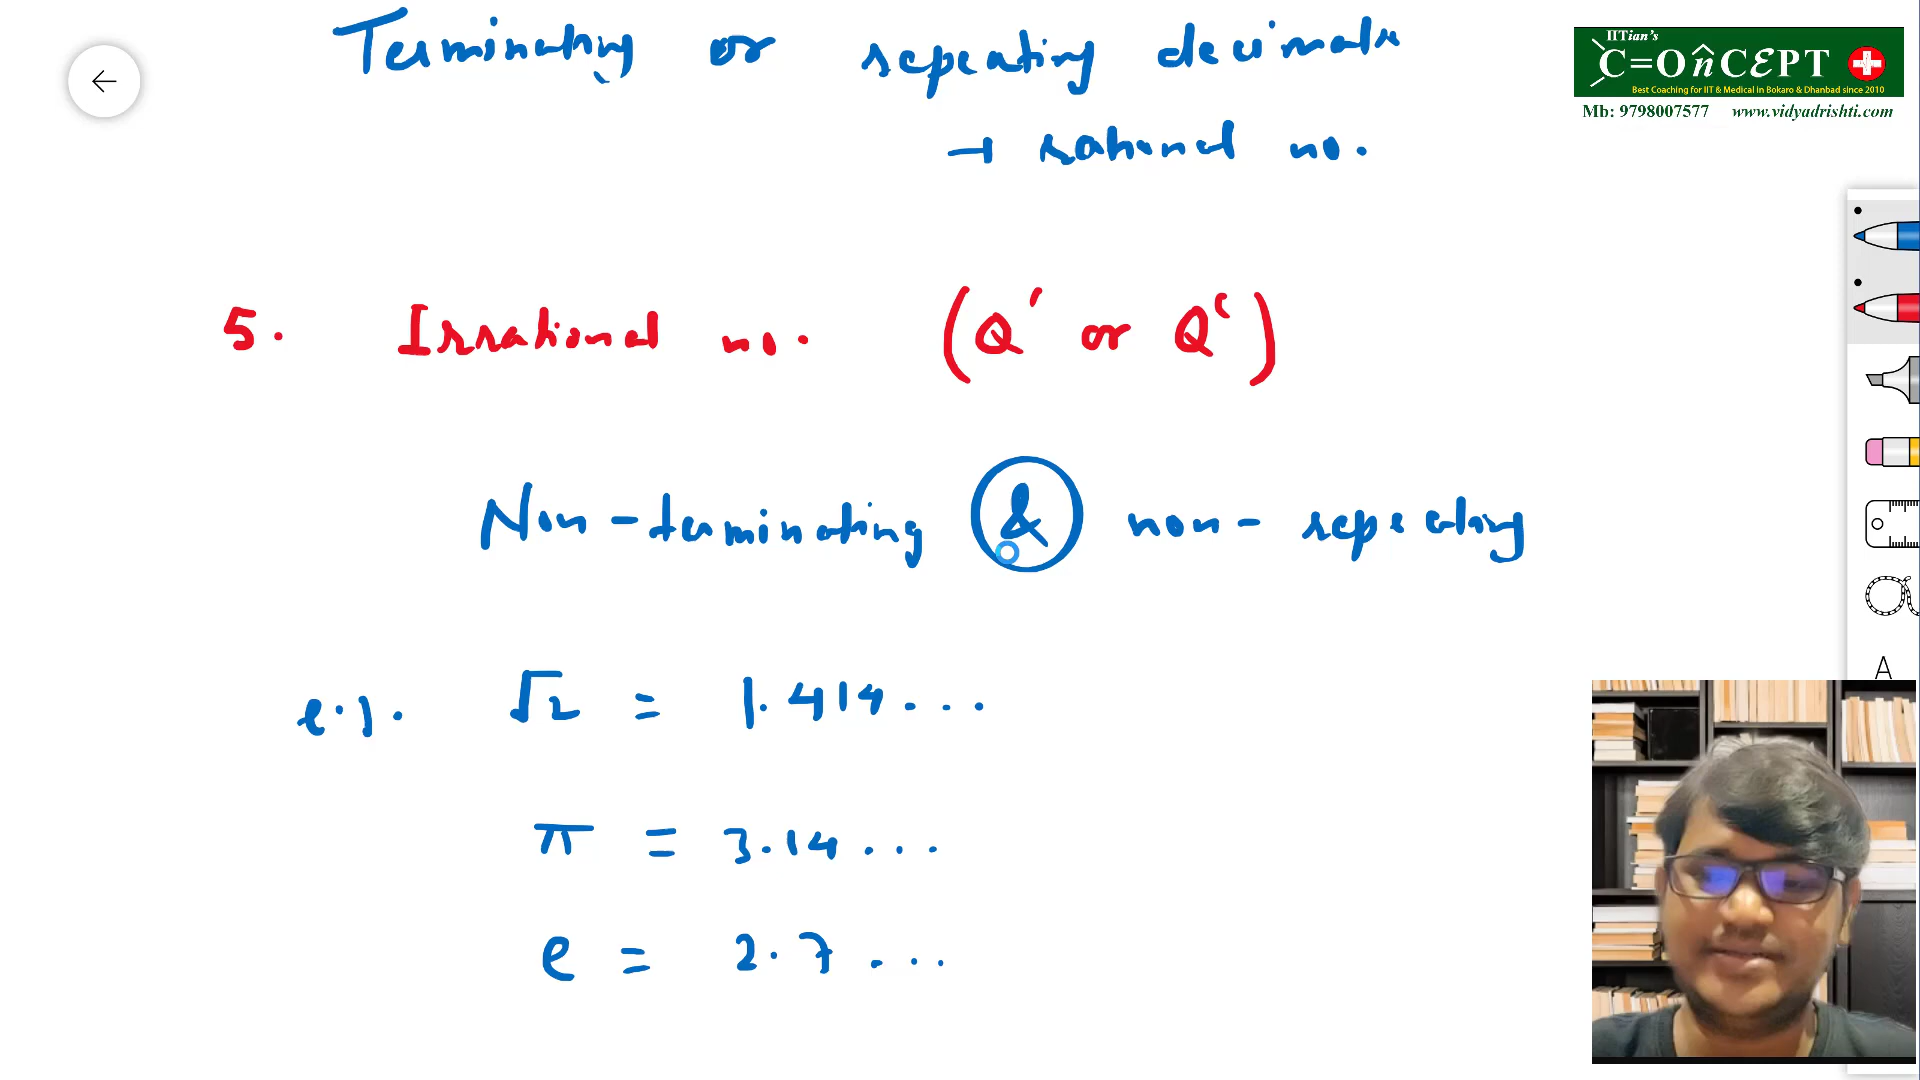 Terminating or repeating decimals
IITian's
C=OnCEPT
Best Coaching for IIT & Medical in Bokaro & Dhanbad since 2010
Mb: 9798007577 www.vidyadrishti.com
→ rational no.
5. Irrational no. (Q' or Qᶜ)
Non-terminating & non-repeating
e.g. √2 = 1.414...
π = 3.14...
e = 2.7...
A